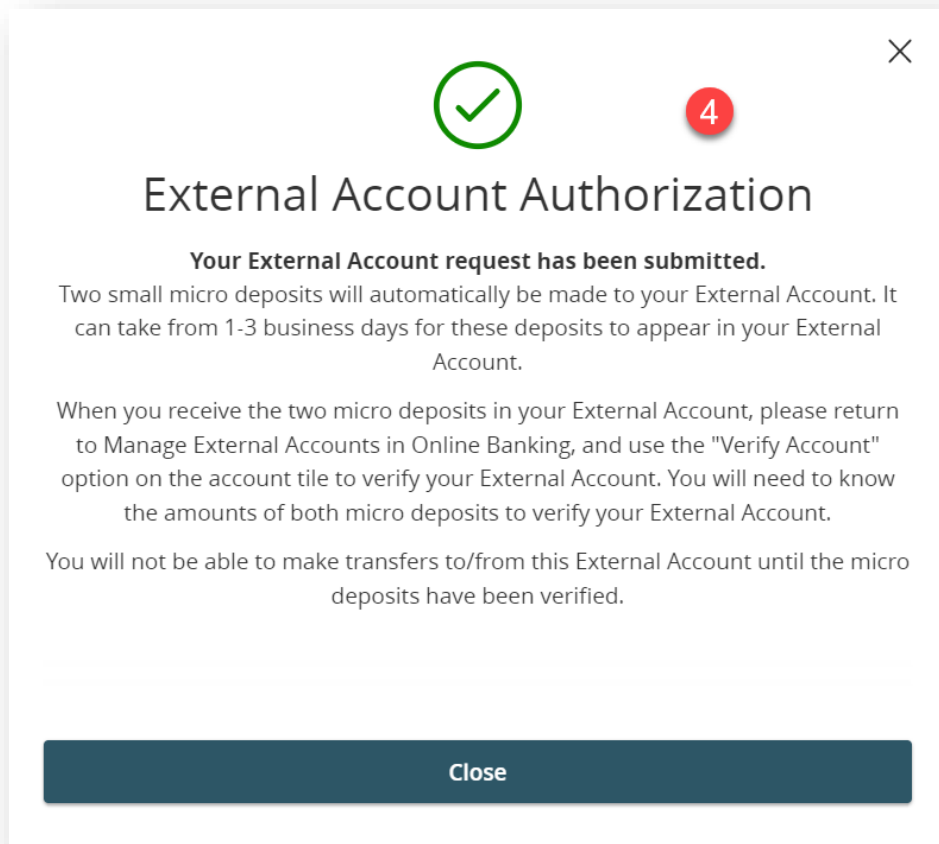 4
External Account Authorization
Your External Account request has been submitted.
Two small micro deposits will automatically be made to your External Account. It
can take from 1-3 business days for these deposits to appear in your External
Account.
When you receive the two micro deposits in your External Account, please return
to Manage External Accounts in Online Banking, and use the "Verify Account"
option on the account tile to verify your External Account. You will need to know
the amounts of both micro deposits to verify your External Account.
You will not be able to make transfers to/from this External Account until the micro
deposits have been verified.
Close